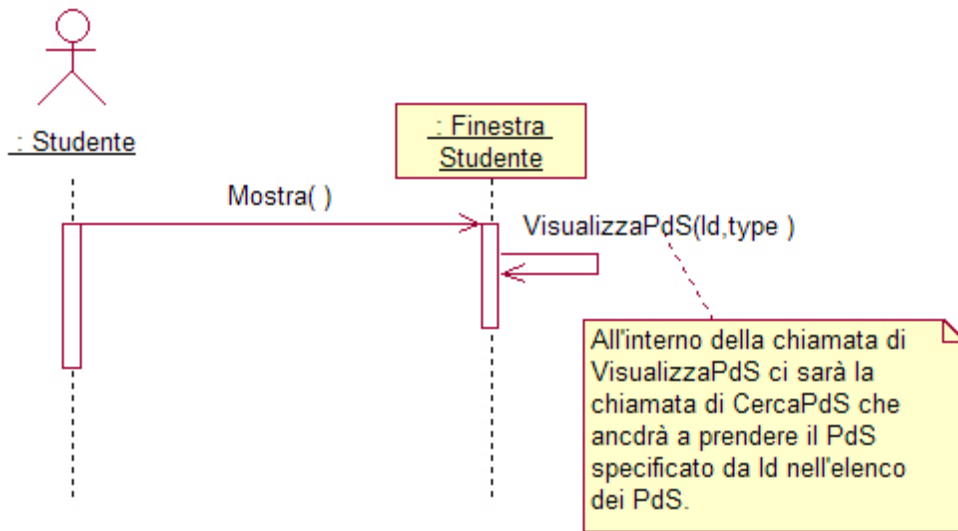 : Studente
: Finestra
Studente
Mostra( )
VisualizzaPdS(Id,type )
All'interno della chiamata di
VisualizzaPdS ci sarà la
chiamata di CercaPdS che
ancdrà a prendere il PdS
specificato da Id nell'elenco
dei PdS.